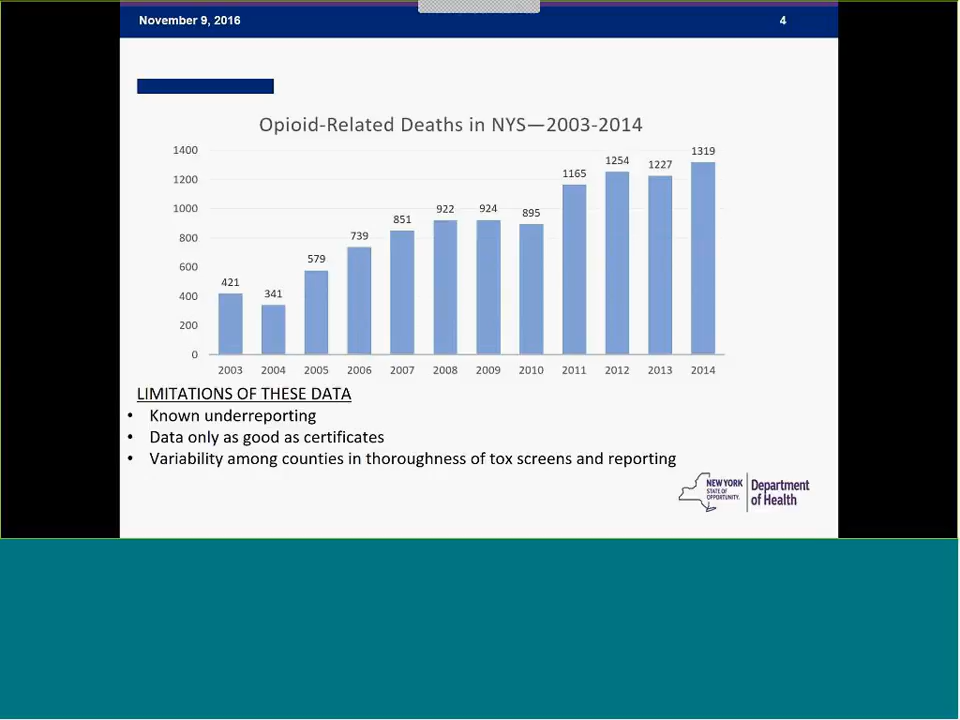 November 9, 2016 4
Opioid-Related Deaths in NYS—2003-2014
1400
1200
1000
800
600
400
200
0
421
341
579
739
851
922
924
895
1165
1254
1227
1319
2003 2004 2005 2006 2007 2008 2009 2010 2011 2012 2013 2014
LIMITATIONS OF THESE DATA
• Known underreporting
• Data only as good as certificates
• Variability among counties in thoroughness of tox screens and reporting
NEW YORK
STATE OF
OPPORTUNITY.
Department
of Health